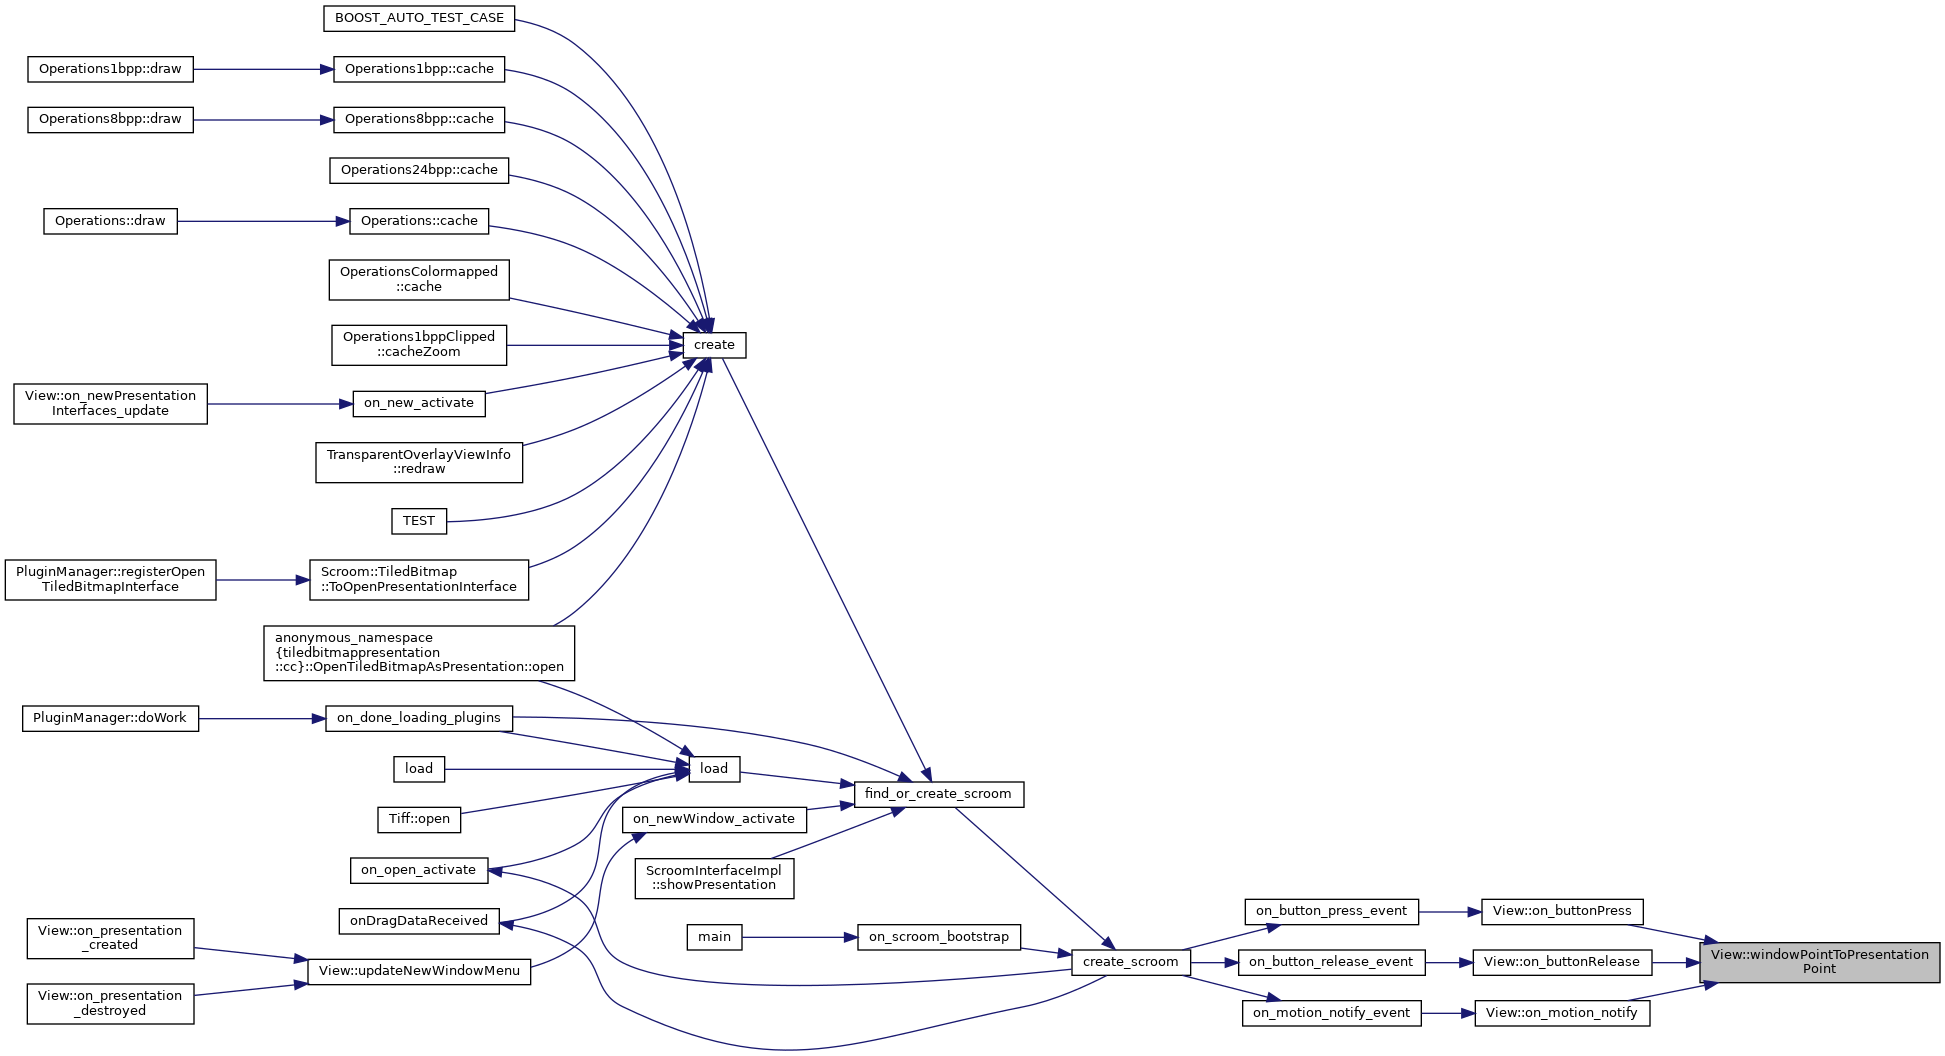 BOOST_AUTO_TEST_CASE
Operations1bpp::draw
Operations1bpp::cache
Operations8bpp::draw
Operations8bpp::cache
Operations24bpp::cache
Operations::draw
Operations::cache
OperationsColormapped
::cache
Operations1bppClipped
::cacheZoom
create
View::on_newPresentation
Interfaces_update
on_new_activate
TransparentOverlayViewInfo
::redraw
TEST
PluginManager::registerOpen
TiledBitmapInterface
Scroom::TiledBitmap
::ToOpenPresentationInterface
anonymous_namespace
{tiledbitmappresentation
::cc}::OpenTiledBitmapAsPresentation::open
PluginManager::doWork
on_done_loading_plugins
load
load
find_or_create_scroom
Tiff::open
on_newWindow_activate
on_open_activate
ScroomInterfaceImpl
::showPresentation
onDragDataReceived
main
on_scroom_bootstrap
View::on_presentation
_created
View::updateNewWindowMenu
View::on_presentation
_destroyed
create_scroom
on_button_press_event
View::on_buttonPress
on_button_release_event
View::on_buttonRelease
on_motion_notify_event
View::on_motion_notify
View::windowPointToPresentation
Point